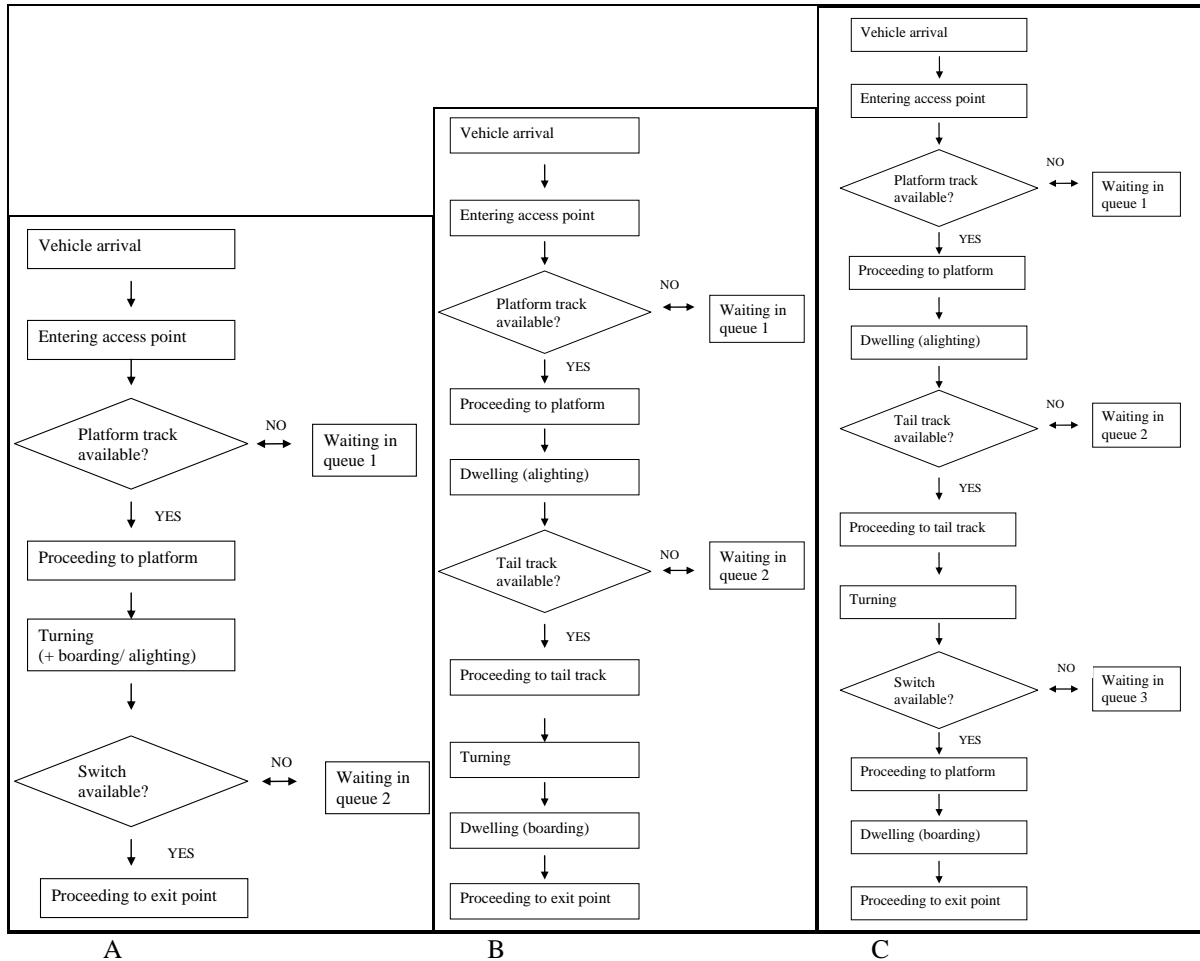 Vehicle arrival
Entering access point
Platform track
available?
NO
Waiting in
queue 1
YES
Proceeding to platform
Turning
(+ boarding/ alighting)
Switch
available?
NO
Waiting in
queue 2
YES
Proceeding to exit point
A
Vehicle arrival
Entering access point
Platform track
available?
NO
Waiting in
queue 1
YES
Proceeding to platform
Dwelling (alighting)
Tail track
available?
NO
Waiting in
queue 2
YES
Proceeding to tail track
Turning
Dwelling (boarding)
Proceeding to exit point
B
Vehicle arrival
Entering access point
Platform track
available?
NO
Waiting in
queue 1
YES
Proceeding to platform
Dwelling (alighting)
Tail track
available?
NO
Waiting in
queue 2
YES
Proceeding to tail track
Turning
Switch
available?
NO
Waiting in
queue 3
YES
Proceeding to platform
Dwelling (boarding)
Proceeding to exit point
C